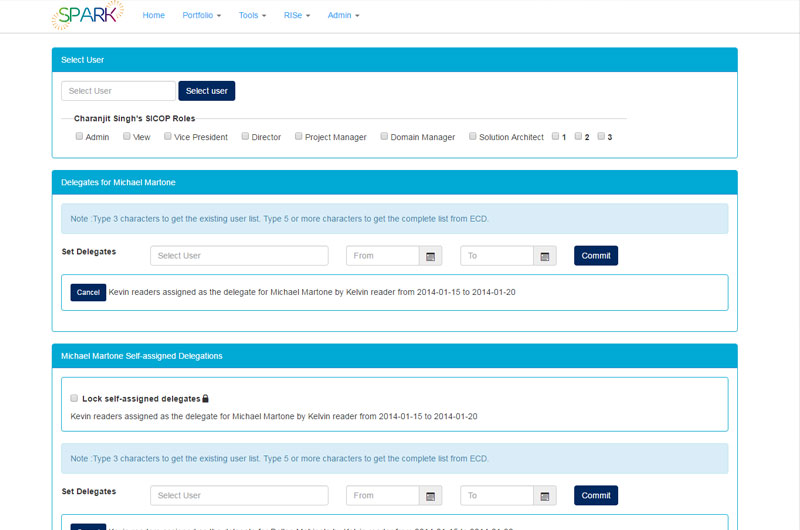 SPARK Home Portfolio Tools RISe Admin
Select User
Select User Select user
Charanjit Singh's SICOP Roles
Admin View Vice President Director Project Manager Domain Manager Solution Architect 1 2 3
Delegates for Michael Martone
Note :Type 3 characters to get the existing user list. Type 5 or more characters to get the complete list from ECD.
Set Delegates Select User From To Commit
Cancel Kevin readers assigned as the delegate for Michael Martone by Kelvin reader from 2014-01-15 to 2014-01-20
Michael Martone Self-assigned Delegations
Lock self-assigned delegates
Kevin readers assigned as the delegate for Michael Martone by Kelvin reader from 2014-01-15 to 2014-01-20
Note :Type 3 characters to get the existing user list. Type 5 or more characters to get the complete list from ECD.
Set Delegates Select User From To Commit